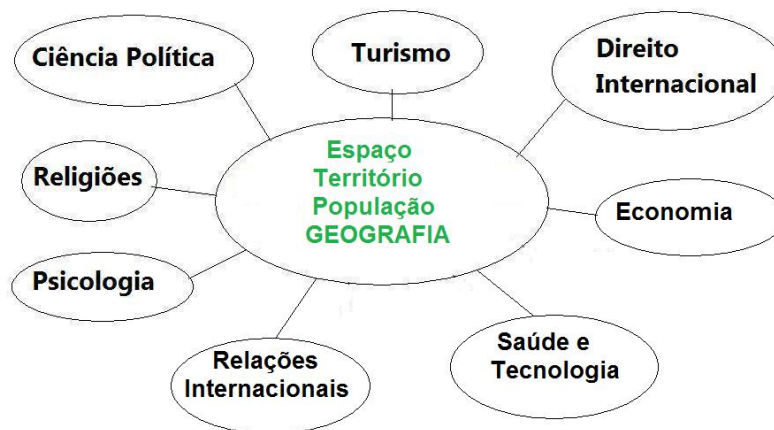 Ciência Política
Turismo
Direito
Internacional
Religiões
Espaço
Território
População
GEOGRAFIA
Economia
Psicologia
Relações
Internacionais
Saúde e
Tecnologia